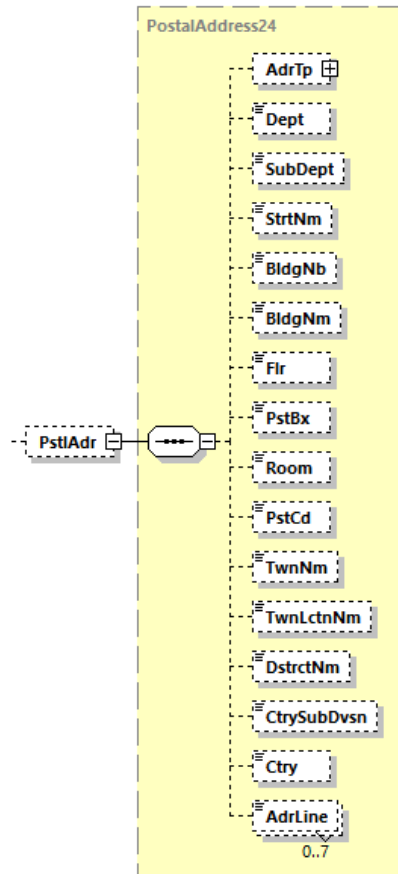 PostalAddress24
AdrTp
Dept
SubDept
StrtNm
BldgNb
BldgNm
Flr
PstBx
PstlAdr
Room
PstCd
TwnNm
TwnLctnNm
DstrctNm
CtrySubDvsn
Ctry
AdrLine
0..7